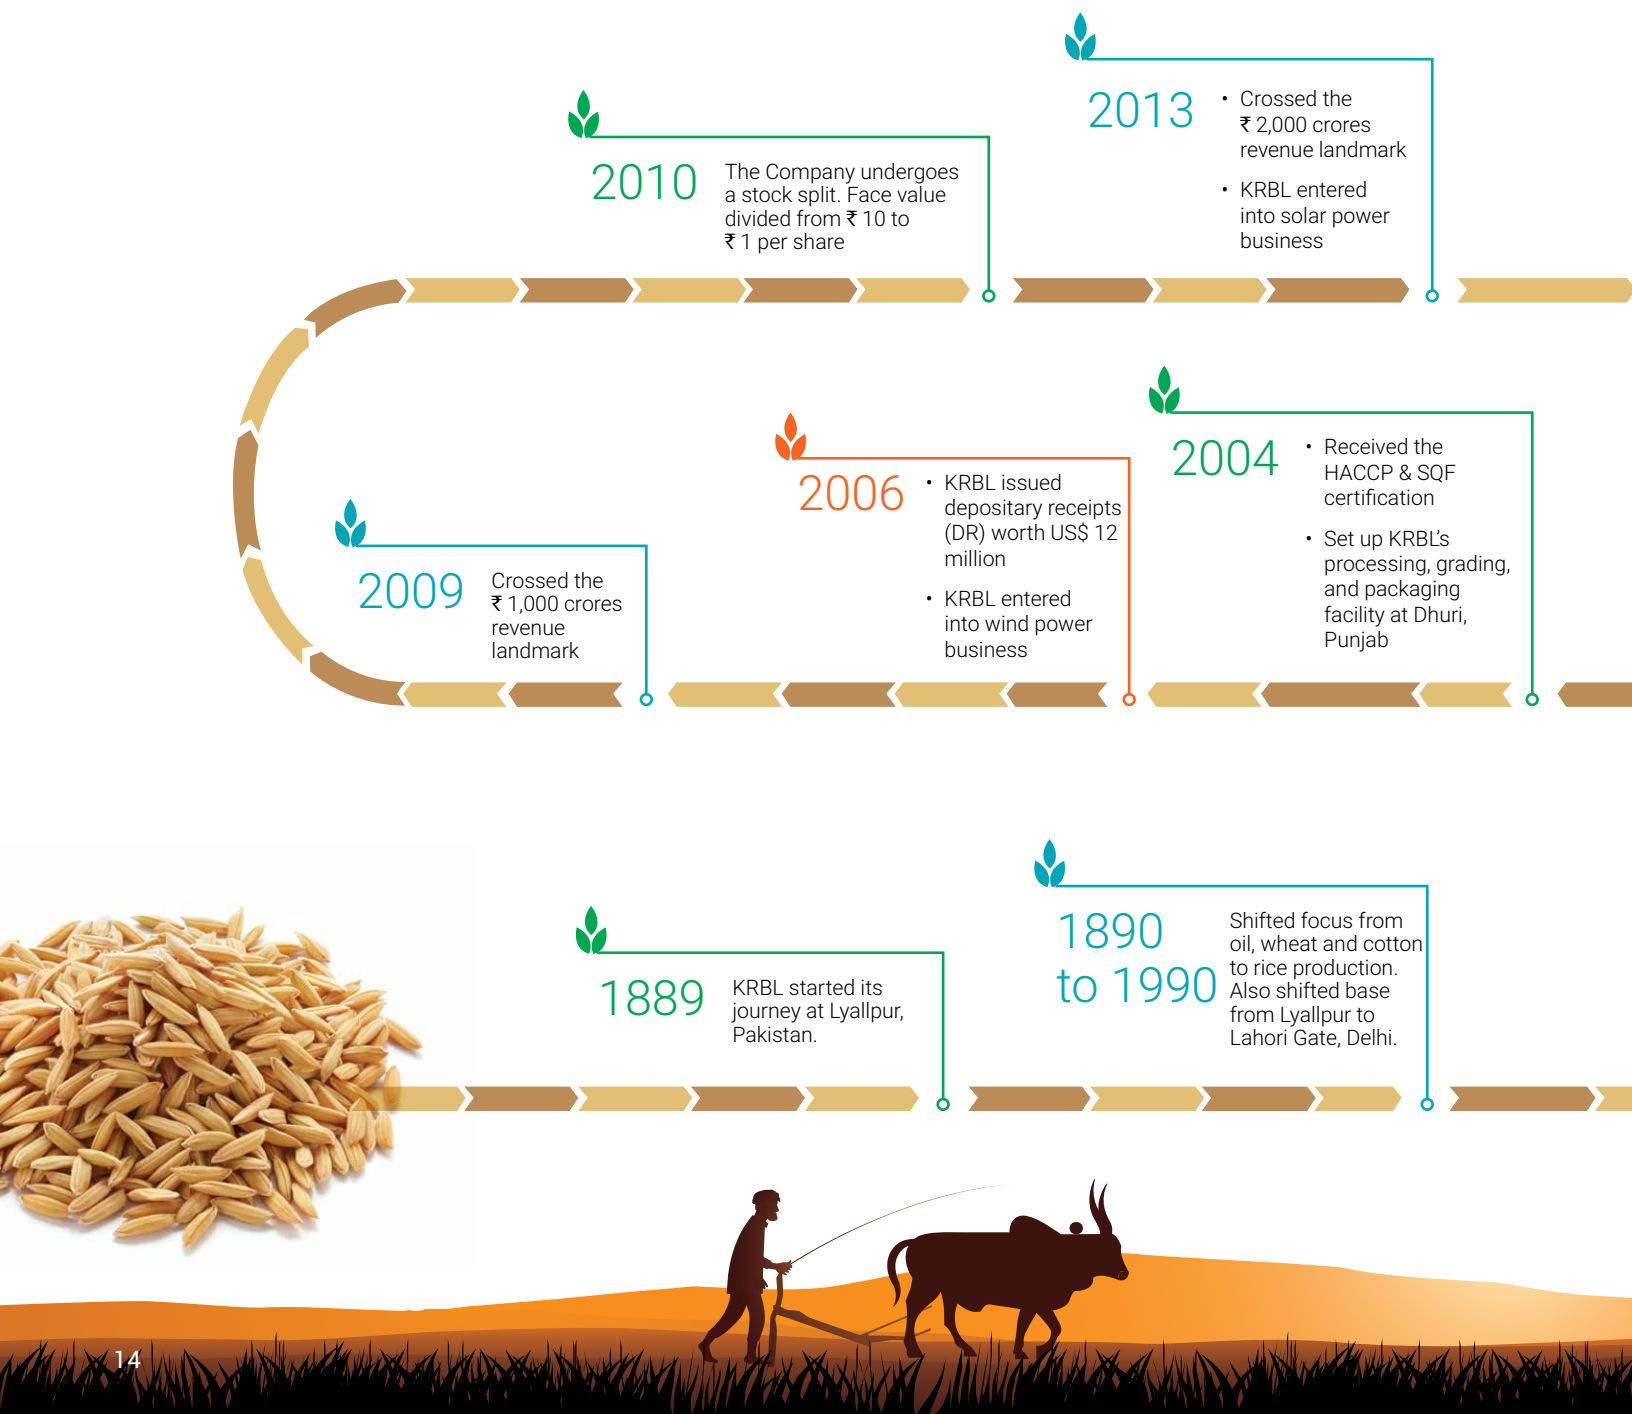 2013
• Crossed the
₹ 2,000 crores
revenue landmark
• KRBL entered
into solar power
business
2010
The Company undergoes
a stock split. Face value
divided from ₹ 10 to
₹ 1 per share
2004
• Received the
HACCP & SQF
certification
• Set up KRBL’s
processing, grading,
and packaging
facility at Dhuri,
Punjab
2006
• KRBL issued
depositary receipts
(DR) worth US$ 12
million
• KRBL entered
into wind power
business
2009
Crossed the
₹ 1,000 crores
revenue
landmark
1889
KRBL started its
journey at Lyallpur,
Pakistan.
1890
to 1990
Shifted focus from
oil, wheat and cotton
to rice production.
Also shifted base
from Lyallpur to
Lahori Gate, Delhi.
14